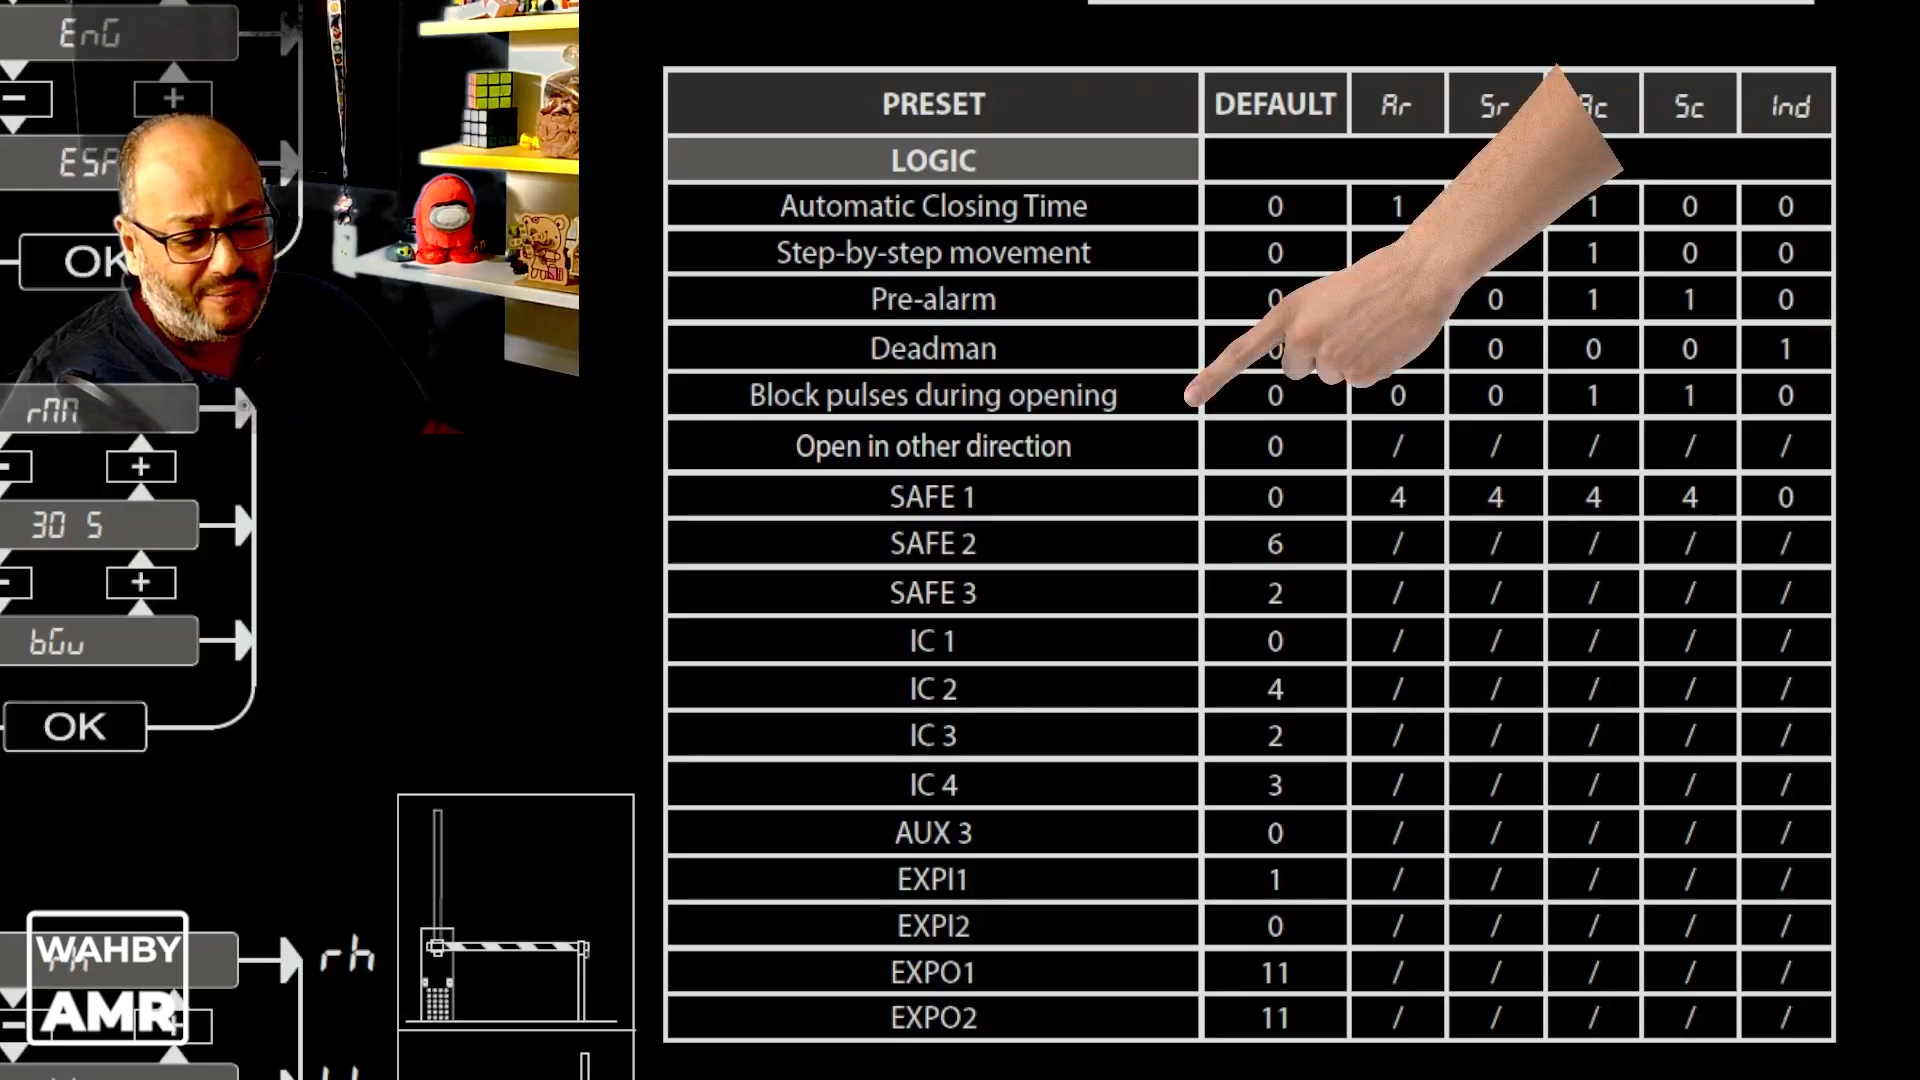 EnG
-
+
ESP
OK
rMM
-
+
30 S
-
+
bGu
OK
rh
-
+
WAHBY
AMR
PRESET DEFAULT Ar Sr Ac Sc Ind
LOGIC
Automatic Closing Time 0 1 1 0 0
Step-by-step movement 0 1 0 0
Pre-alarm 0 0 1 1 0
Deadman 0 0 0 0 1
Block pulses during opening 0 0 0 1 1 0
Open in other direction 0 / / / / /
SAFE 1 0 4 4 4 4 0
SAFE 2 6 / / / / /
SAFE 3 2 / / / / /
IC 1 0 / / / / /
IC 2 4 / / / / /
IC 3 2 / / / / /
IC 4 3 / / / / /
AUX 3 0 / / / / /
EXPI1 1 / / / / /
EXPI2 0 / / / / /
EXPO1 11 / / / / /
EXPO2 11 / / / / /